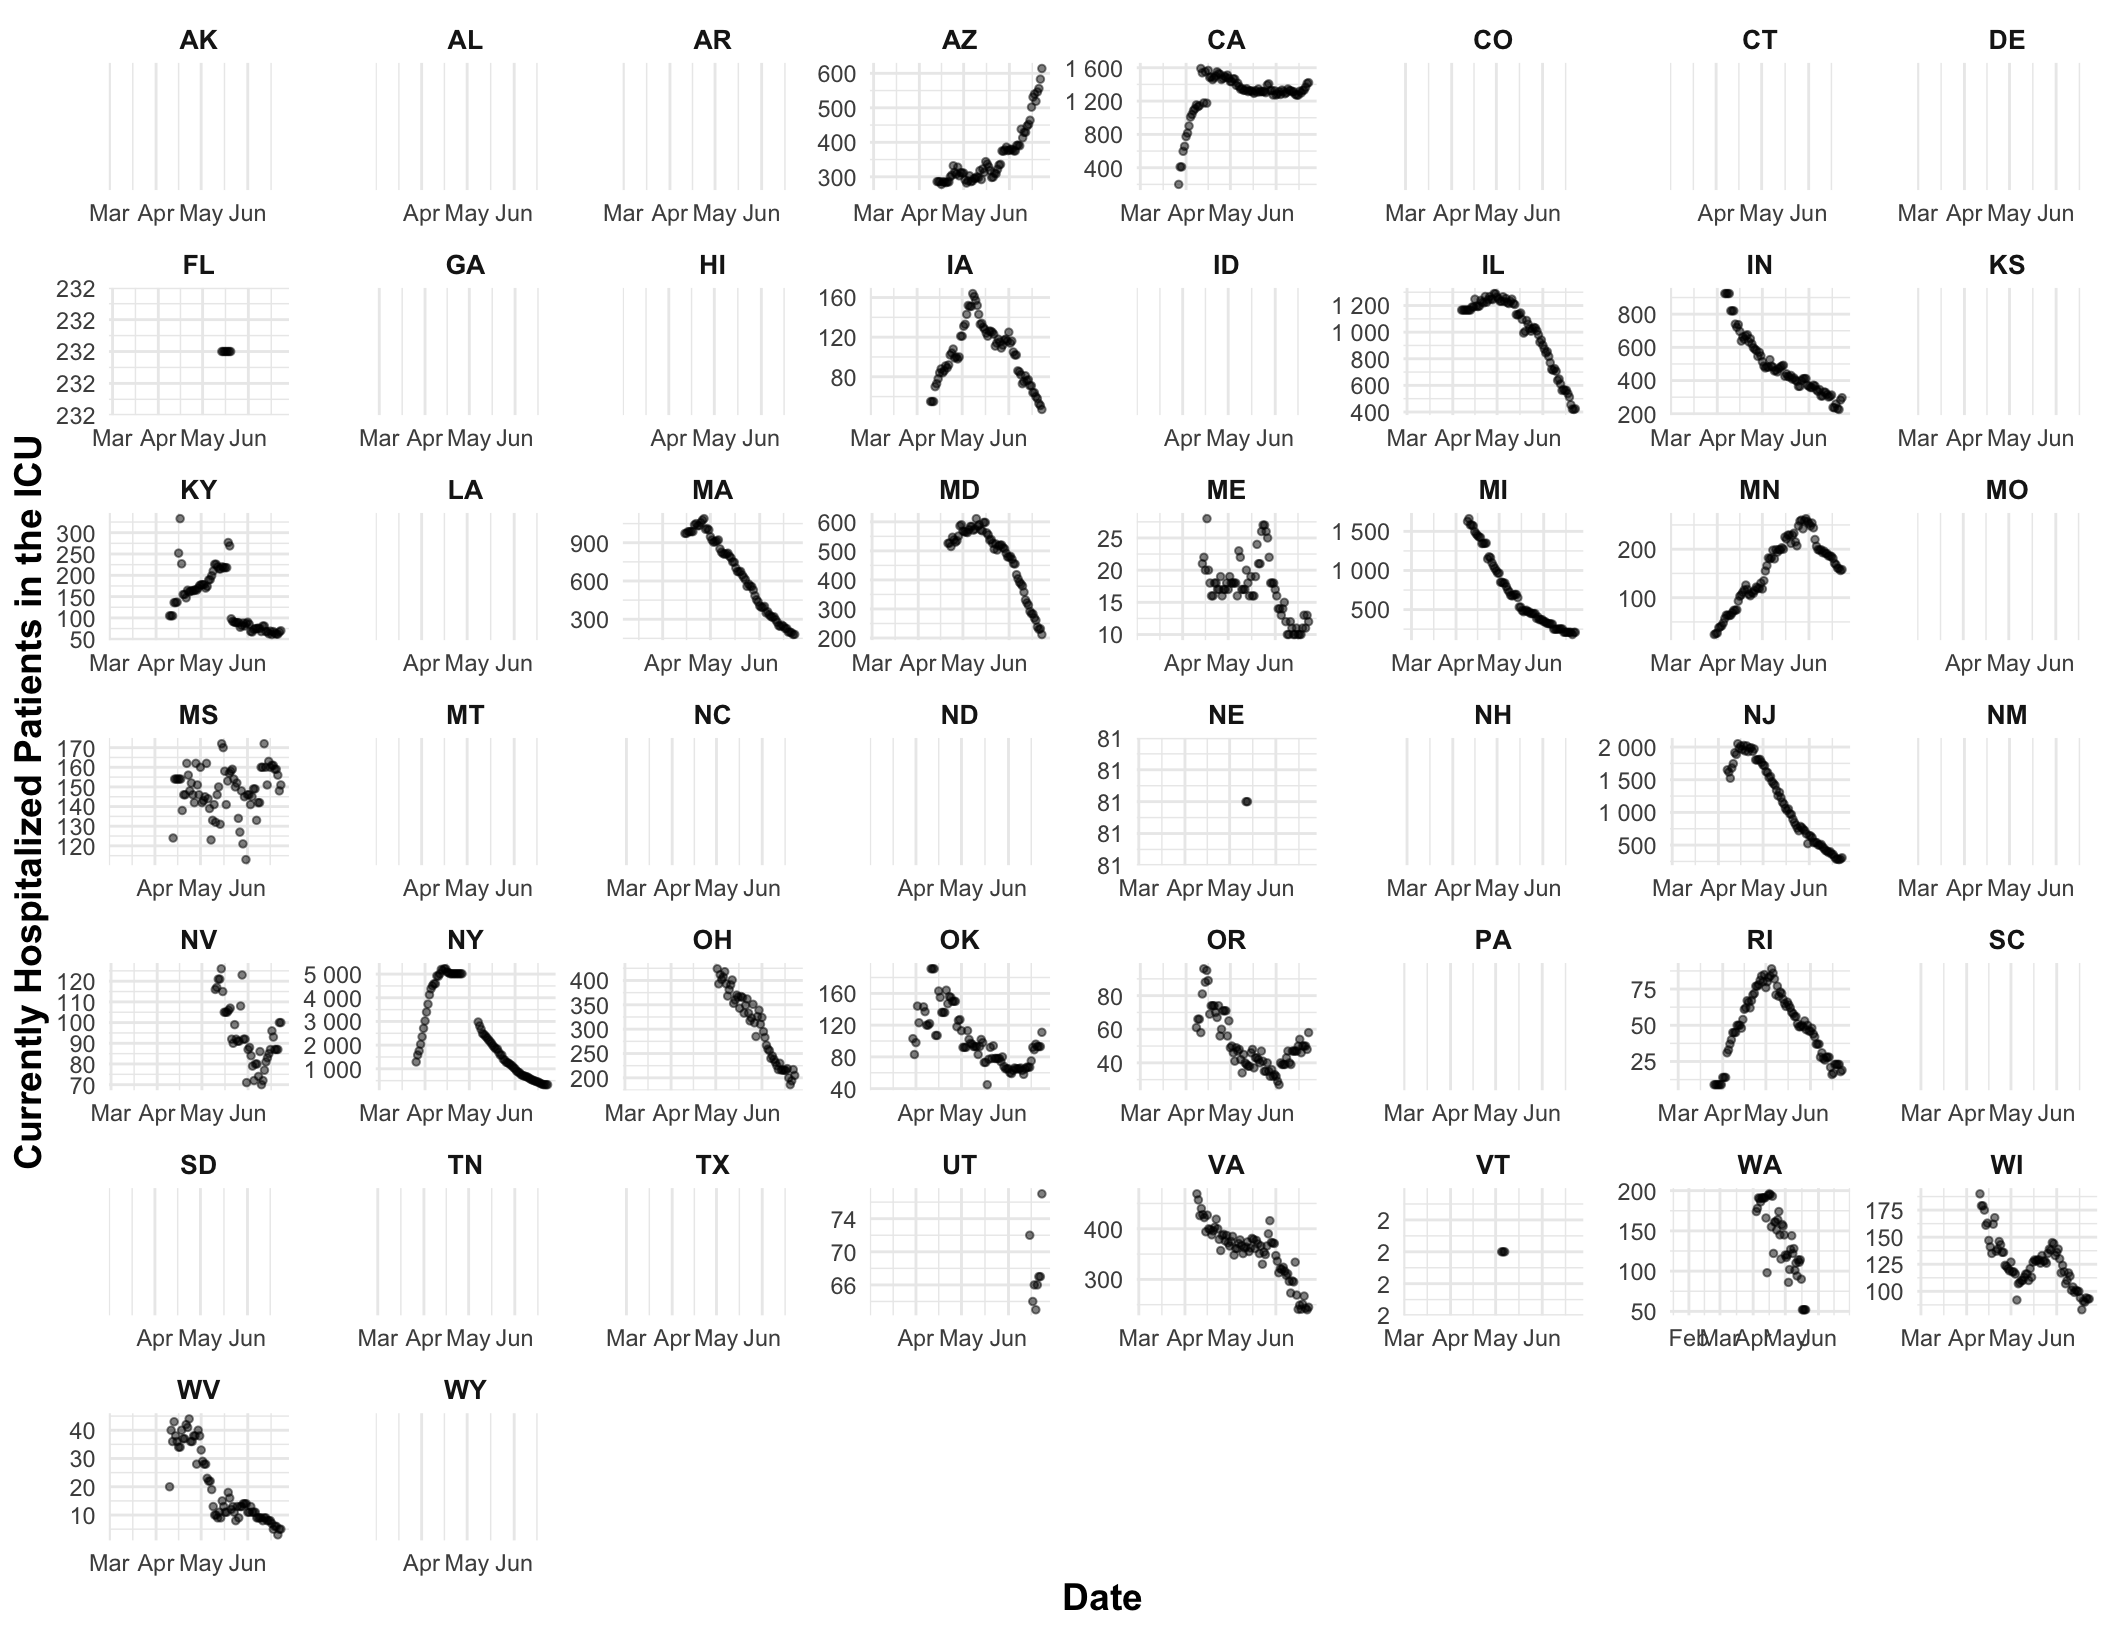 AK AL AR AZ CA CO CT DE
600 500 400 300
1 600 1 200 800 400
Mar Apr May Jun Apr May Jun Mar Apr May Jun Mar Apr May Jun Mar Apr May Jun Mar Apr May Jun Apr May Jun Mar Apr May Jun
FL GA HI IA ID IL IN KS
232 232 232 232 232
160 120 80
1 200 1 000 800 600 400
800 600 400 200
Mar Apr May Jun Mar Apr May Jun Apr May Jun Mar Apr May Jun Apr May Jun Mar Apr May Jun Mar Apr May Jun Mar Apr May Jun
Currently Hospitalized Patients in the ICU
KY LA MA MD ME MI MN MO
300 250 200 150 100 50
900 600 300
600 500 400 300 200
25 20 15 10
1 500 1 000 500
200 100
Mar Apr May Jun Apr May Jun Apr May Jun Mar Apr May Jun Apr May Jun Mar Apr May Jun Mar Apr May Jun Apr May Jun
MS MT NC ND NE NH NJ NM
170 160 150 140 130 120
81 81 81 81 81
2 000 1 500 1 000 500
Apr May Jun Apr May Jun Mar Apr May Jun Apr May Jun Mar Apr May Jun Mar Apr May Jun Mar Apr May Jun Mar Apr May Jun
NV NY OH OK OR PA RI SC
120 110 100 90 80 70
5 000 4 000 3 000 2 000 1 000
400 350 300 250 200
160 120 80 40
80 60 40
75 50 25
Mar Apr May Jun Mar Apr May Jun Mar Apr May Jun Apr May Jun Mar Apr May Jun Mar Apr May Jun Mar Apr May Jun Mar Apr May Jun
SD TN TX UT VA VT WA WI
74 70 66
400 300
2 2 2 2
200 150 100 50
175 150 125 100
Apr May Jun Mar Apr May Jun Mar Apr May Jun Apr May Jun Mar Apr May Jun Mar Apr May Jun Feb Mar Apr May Jun Mar Apr May Jun
WV WY
40 30 20 10
Mar Apr May Jun Apr May Jun
Date